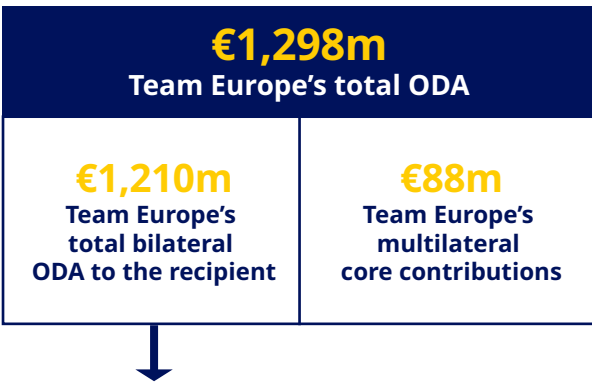 €1,298m
Team Europe’s total ODA
€1,210m
Team Europe’s
total bilateral
ODA to the recipient
€88m
Team Europe’s
multilateral
core contributions